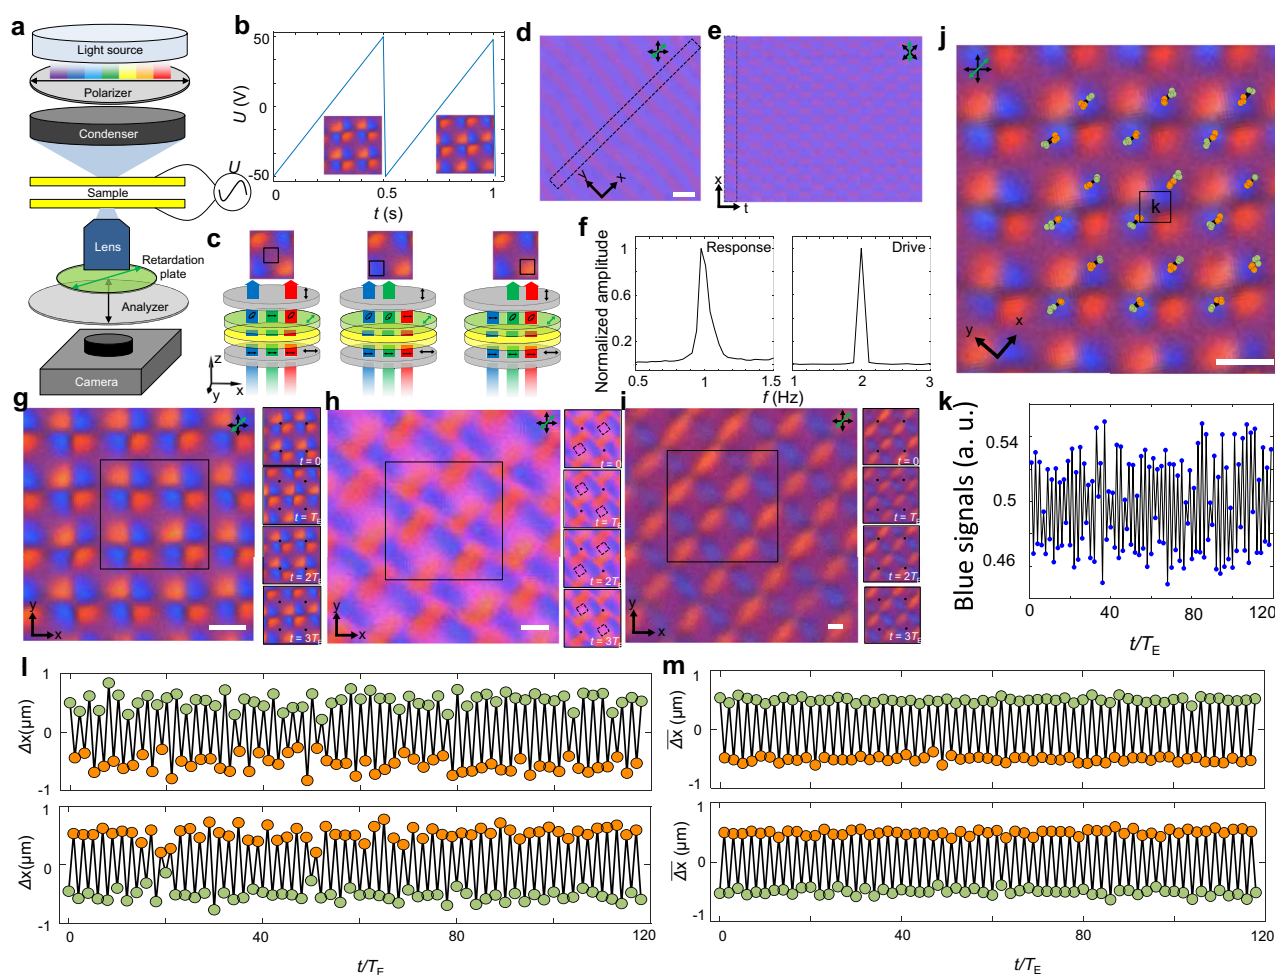 a
Light source
Polarizer
Condenser
U
Sample
Lens
Retardation
plate
Analyzer
Camera
b
U (V)
50
0
-50
0
0.5
1
t (s)
c
z
y
x
d
y
x
e
x
t
f
Normalized amplitude
1
0.6
0.2
Response
0.5
1
1.5
Drive
1
2
3
f (Hz)
g
y
x
t = 0
t = T_E
t = 2T_E
t = 3T_E
h
y
x
t = 0
t = T_E
t = 2T_E
t = 3T_E
i
y
x
t = 0
t = T_E
t = 2T_E
t = 3T_E
j
k
y
x
k
Blue signals (a. u.)
0.54
0.5
0.46
0
40
80
120
t/T_E
l
Δx(μm)
1
0
-1
Δx(μm)
1
0
-1
0
40
80
120
t/T_E
m
Δx (μm)
1
0
-1
Δx (μm)
1
0
-1
0
40
80
120
t/T_E